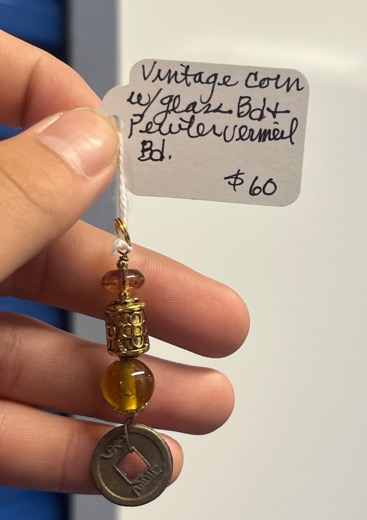 Vintage Coin
w/glass Bd+
Pewter vermeil
Bd.
$60